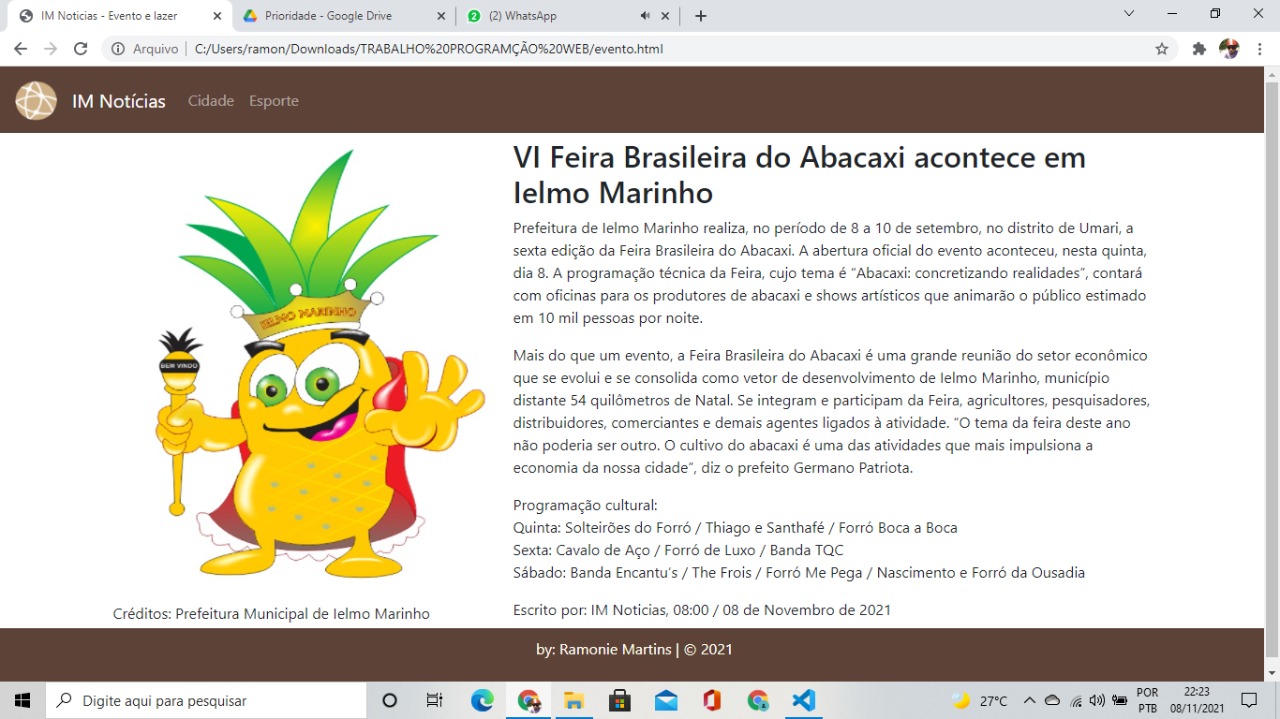 IM Noticias - Evento e lazer
Prioridade - Google Drive
(2) WhatsApp
Arquivo
C:/Users/ramon/Downloads/TRABALHO%20PROGRAMÇÃO%20WEB/evento.html
IM Notícias
Cidade
Esporte
IELMO MARINHO
BEM VINDO
Créditos: Prefeitura Municipal de Ielmo Marinho
VI Feira Brasileira do Abacaxi acontece em
Ielmo Marinho
Prefeitura de Ielmo Marinho realiza, no período de 8 a 10 de setembro, no distrito de Umari, a
sexta edição da Feira Brasileira do Abacaxi. A abertura oficial do evento aconteceu, nesta quinta,
dia 8. A programação técnica da Feira, cujo tema é “Abacaxi: concretizando realidades”, contará
com oficinas para os produtores de abacaxi e shows artísticos que animarão o público estimado
em 10 mil pessoas por noite.
Mais do que um evento, a Feira Brasileira do Abacaxi é uma grande reunião do setor econômico
que se evolui e se consolida como vetor de desenvolvimento de Ielmo Marinho, município
distante 54 quilômetros de Natal. Se integram e participam da Feira, agricultores, pesquisadores,
distribuidores, comerciantes e demais agentes ligados à atividade. “O tema da feira deste ano
não poderia ser outro. O cultivo do abacaxi é uma das atividades que mais impulsiona a
economia da nossa cidade”, diz o prefeito Germano Patriota.
Programação cultural:
Quinta: Solteirões do Forró / Thiago e Santhafé / Forró Boca a Boca
Sexta: Cavalo de Aço / Forró de Luxo / Banda TQC
Sábado: Banda Encantu’s / The Frois / Forró Me Pega / Nascimento e Forró da Ousadia
Escrito por: IM Noticias, 08:00 / 08 de Novembro de 2021
by: Ramonie Martins | © 2021
Digite aqui para pesquisar
27°C
POR
PTB
22:23
08/11/2021